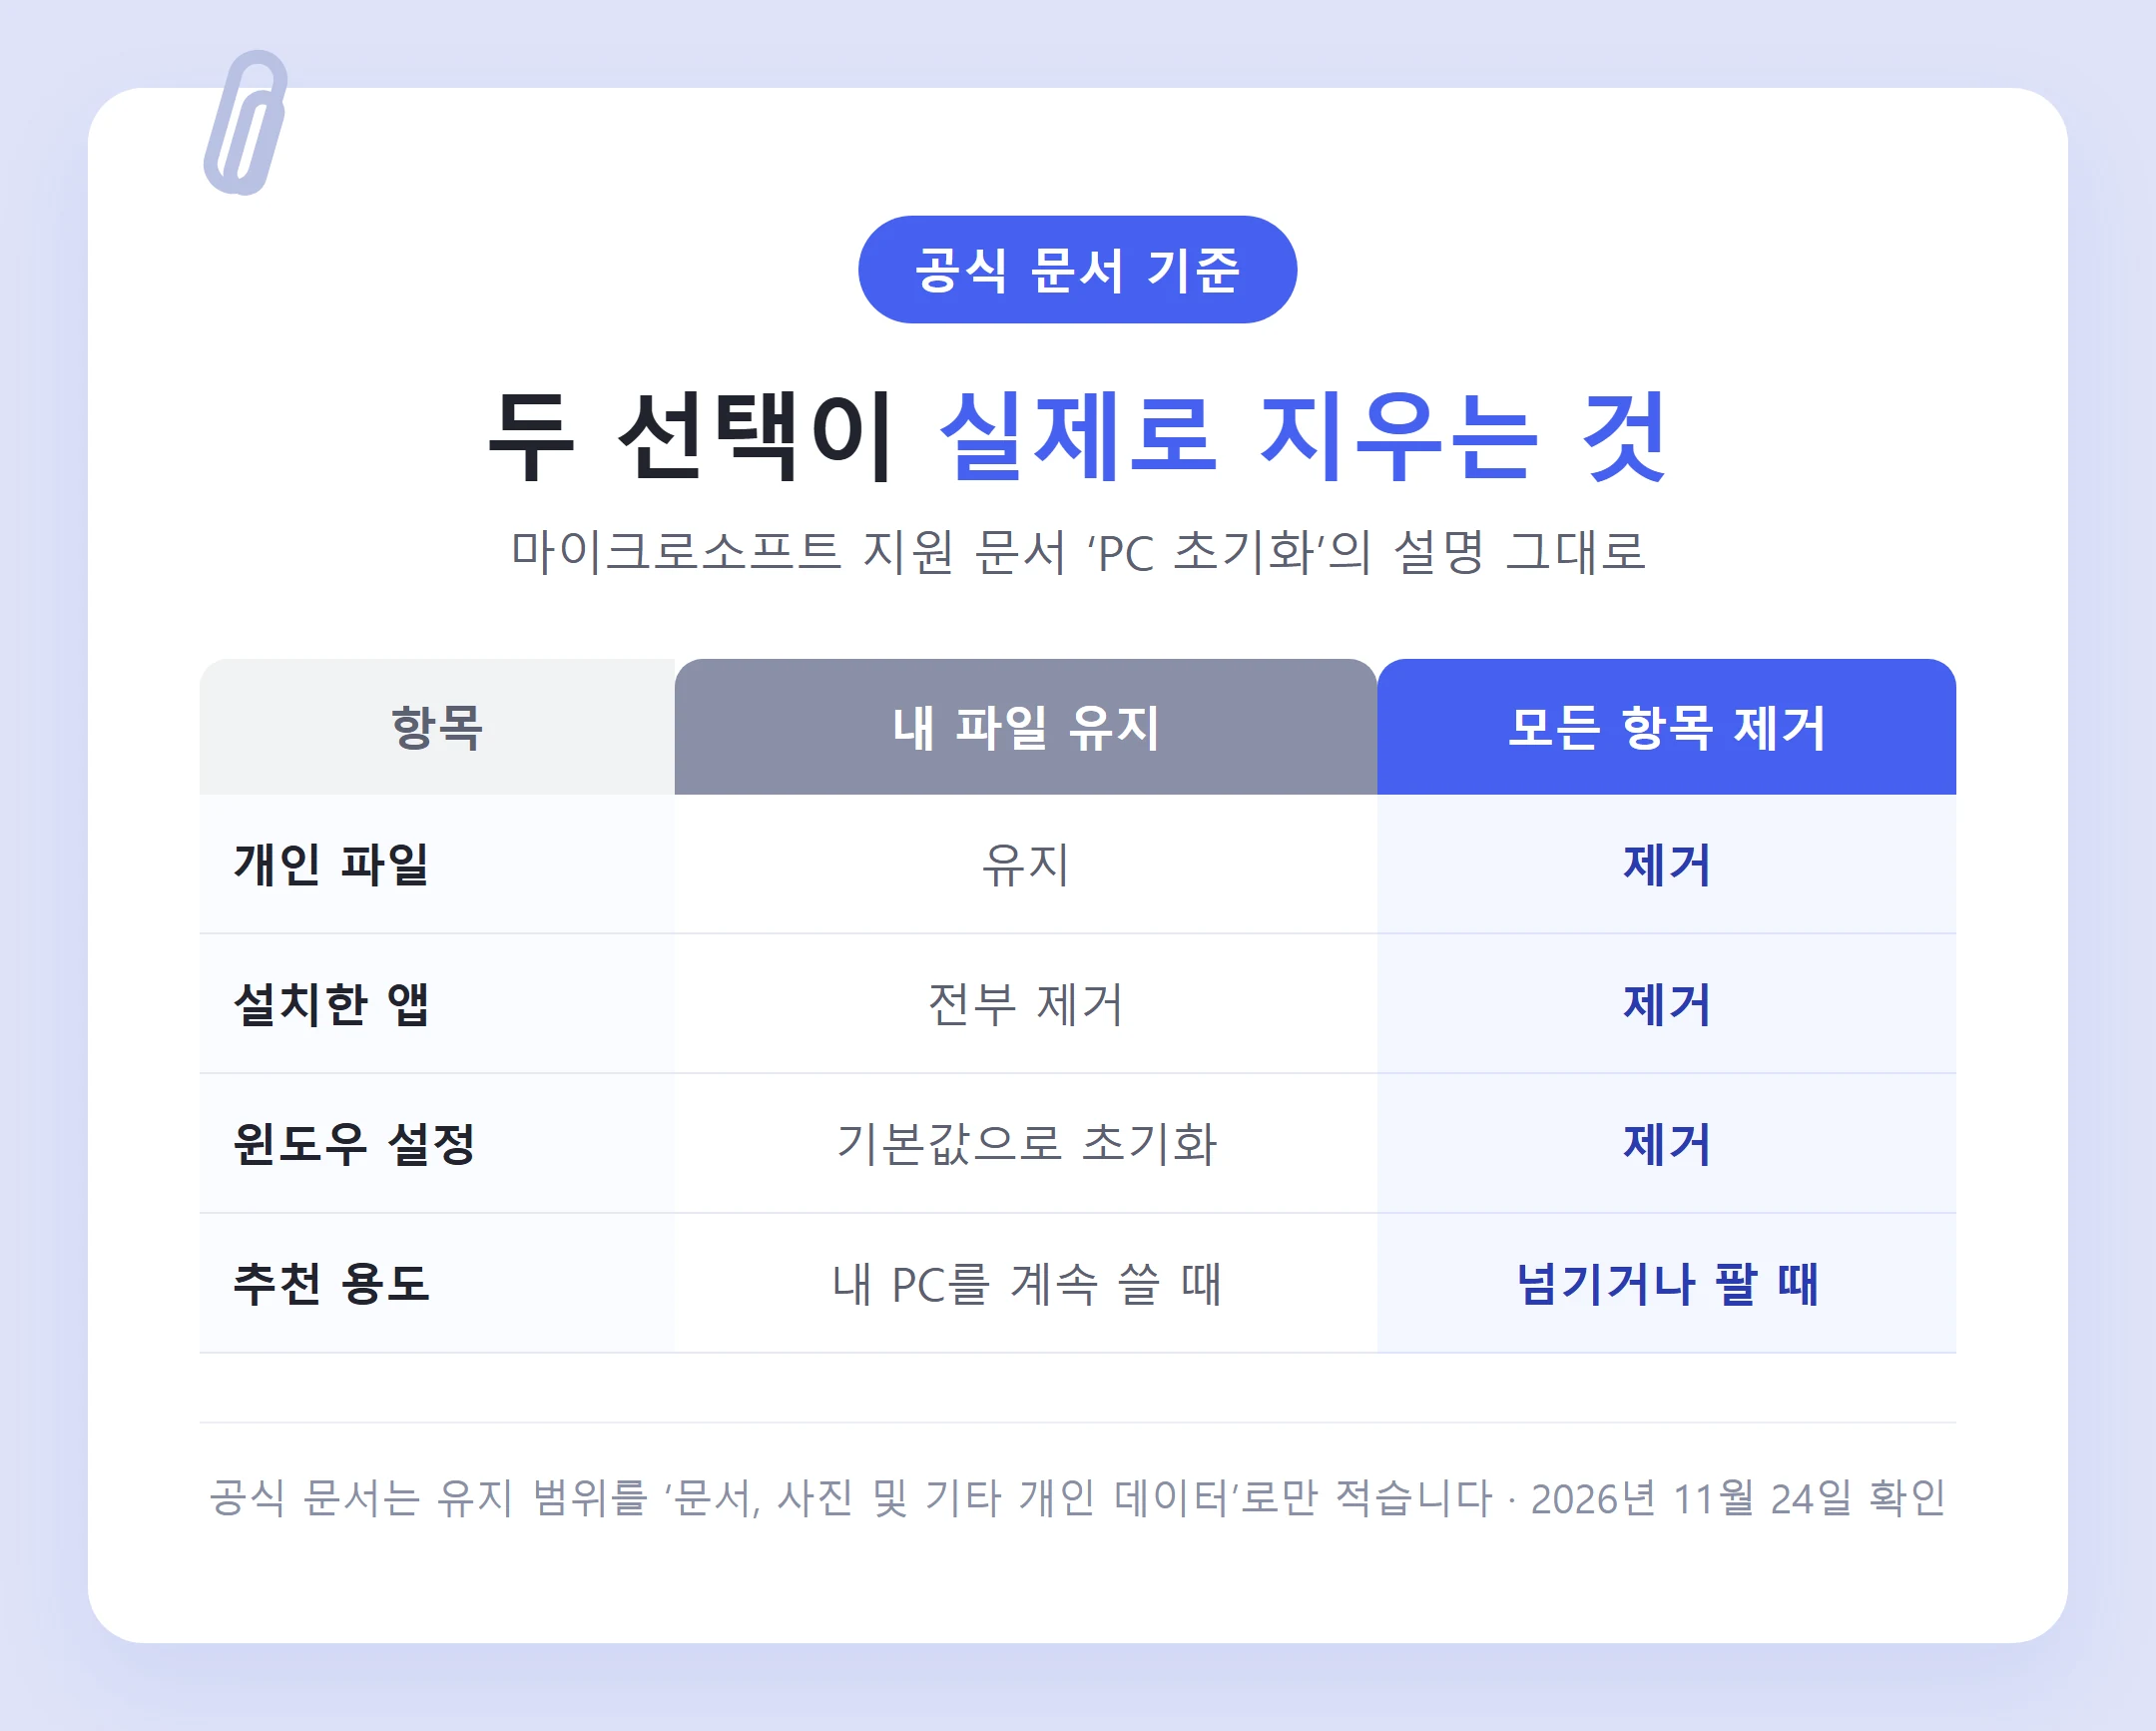 공식 문서 기준
두 선택이 실제로 지우는 것
마이크로소프트 지원 문서 ‘PC 초기화’의 설명 그대로
항목 내 파일 유지 모든 항목 제거
개인 파일 유지 제거
설치한 앱 전부 제거 제거
윈도우 설정 기본값으로 초기화 제거
추천 용도 내 PC를 계속 쓸 때 넘기거나 팔 때
공식 문서는 유지 범위를 ‘문서, 사진 및 기타 개인 데이터’로만 적습니다 · 2026년 11월 24일 확인